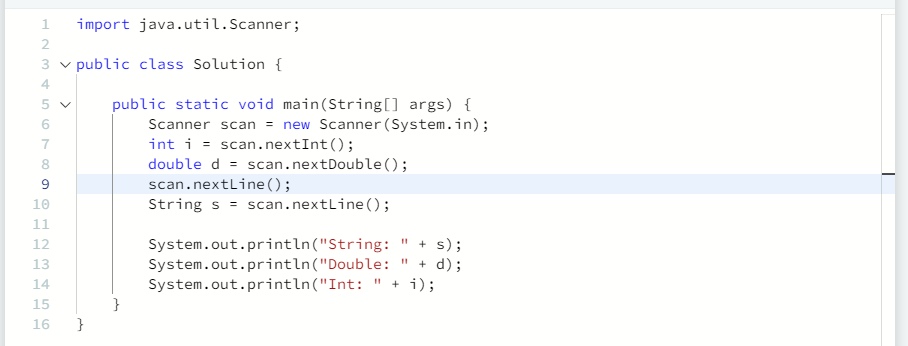 1 import java.util.Scanner;
2
3 public class Solution {
4
5 public static void main(String[] args) {
6 Scanner scan = new Scanner(System.in);
7 int i = scan.nextInt();
8 double d = scan.nextDouble();
9 scan.nextLine();
10 String s = scan.nextLine();
11
12 System.out.println("String: " + s);
13 System.out.println("Double: " + d);
14 System.out.println("Int: " + i);
15 }
16 }